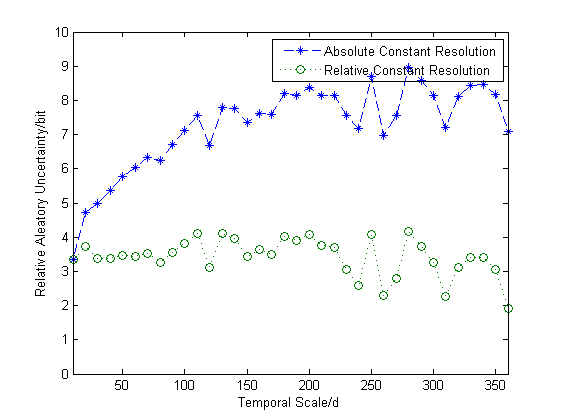 10
9
8
7
6
5
4
3
2
1
0
Relative Aleatory Uncertainty/bit
Absolute Constant Resolution
Relative Constant Resolution
50 100 150 200 250 300 350
Temporal Scale/d